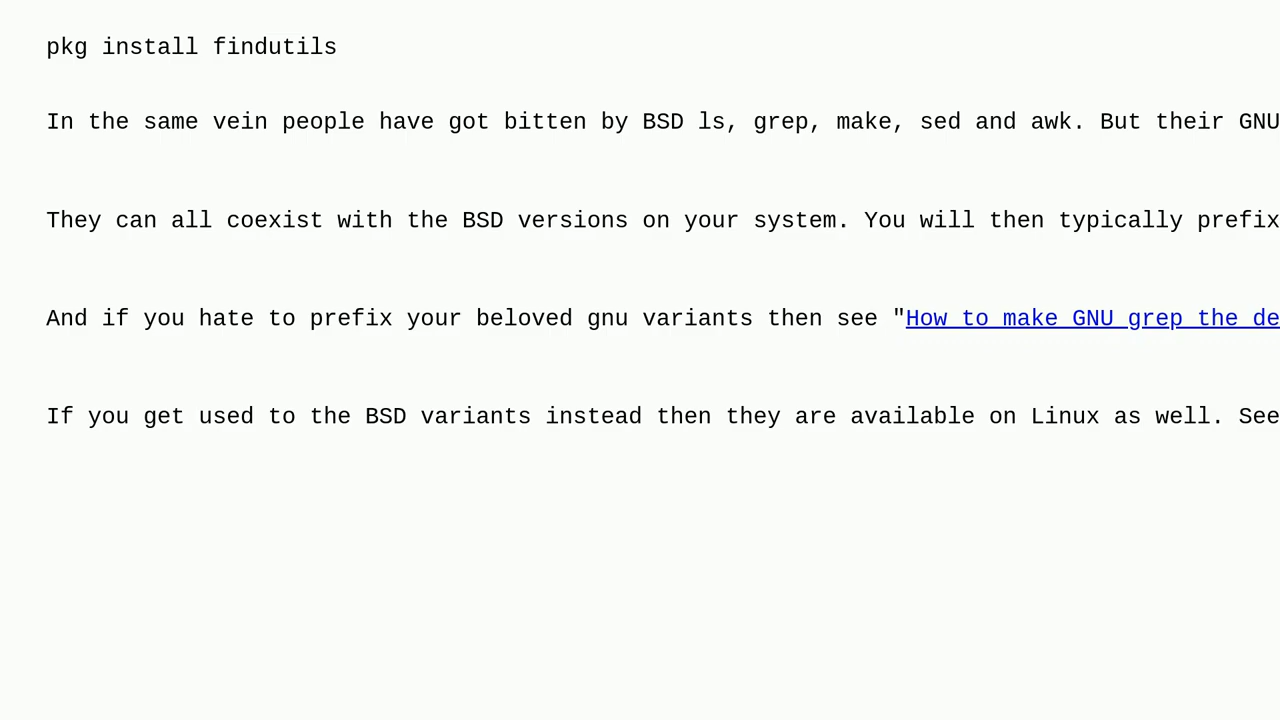 pkg install findutils
In the same vein people have got bitten by BSD ls, grep, make, sed and awk. But their GNU
They can all coexist with the BSD versions on your system. You will then typically prefix
And if you hate to prefix your beloved gnu variants then see "How to make GNU grep the de
If you get used to the BSD variants instead then they are available on Linux as well. See